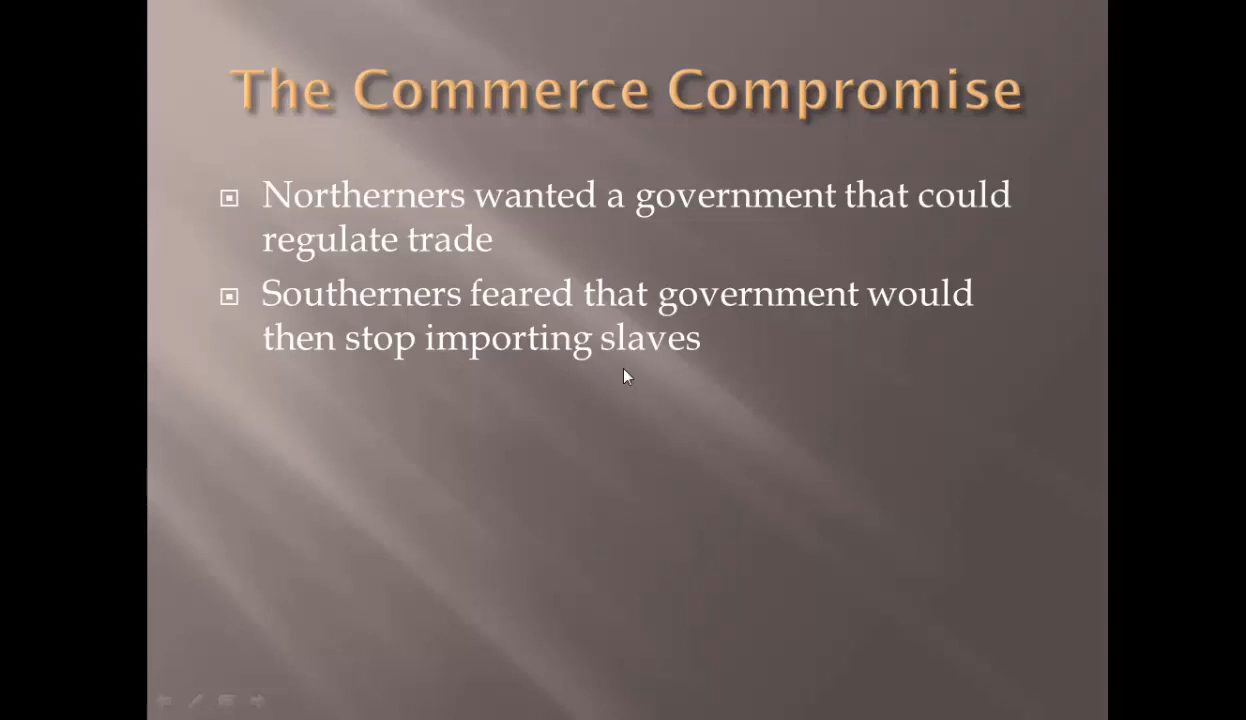 The Commerce Compromise
Northerners wanted a government that could
regulate trade
Southerners feared that government would
then stop importing slaves